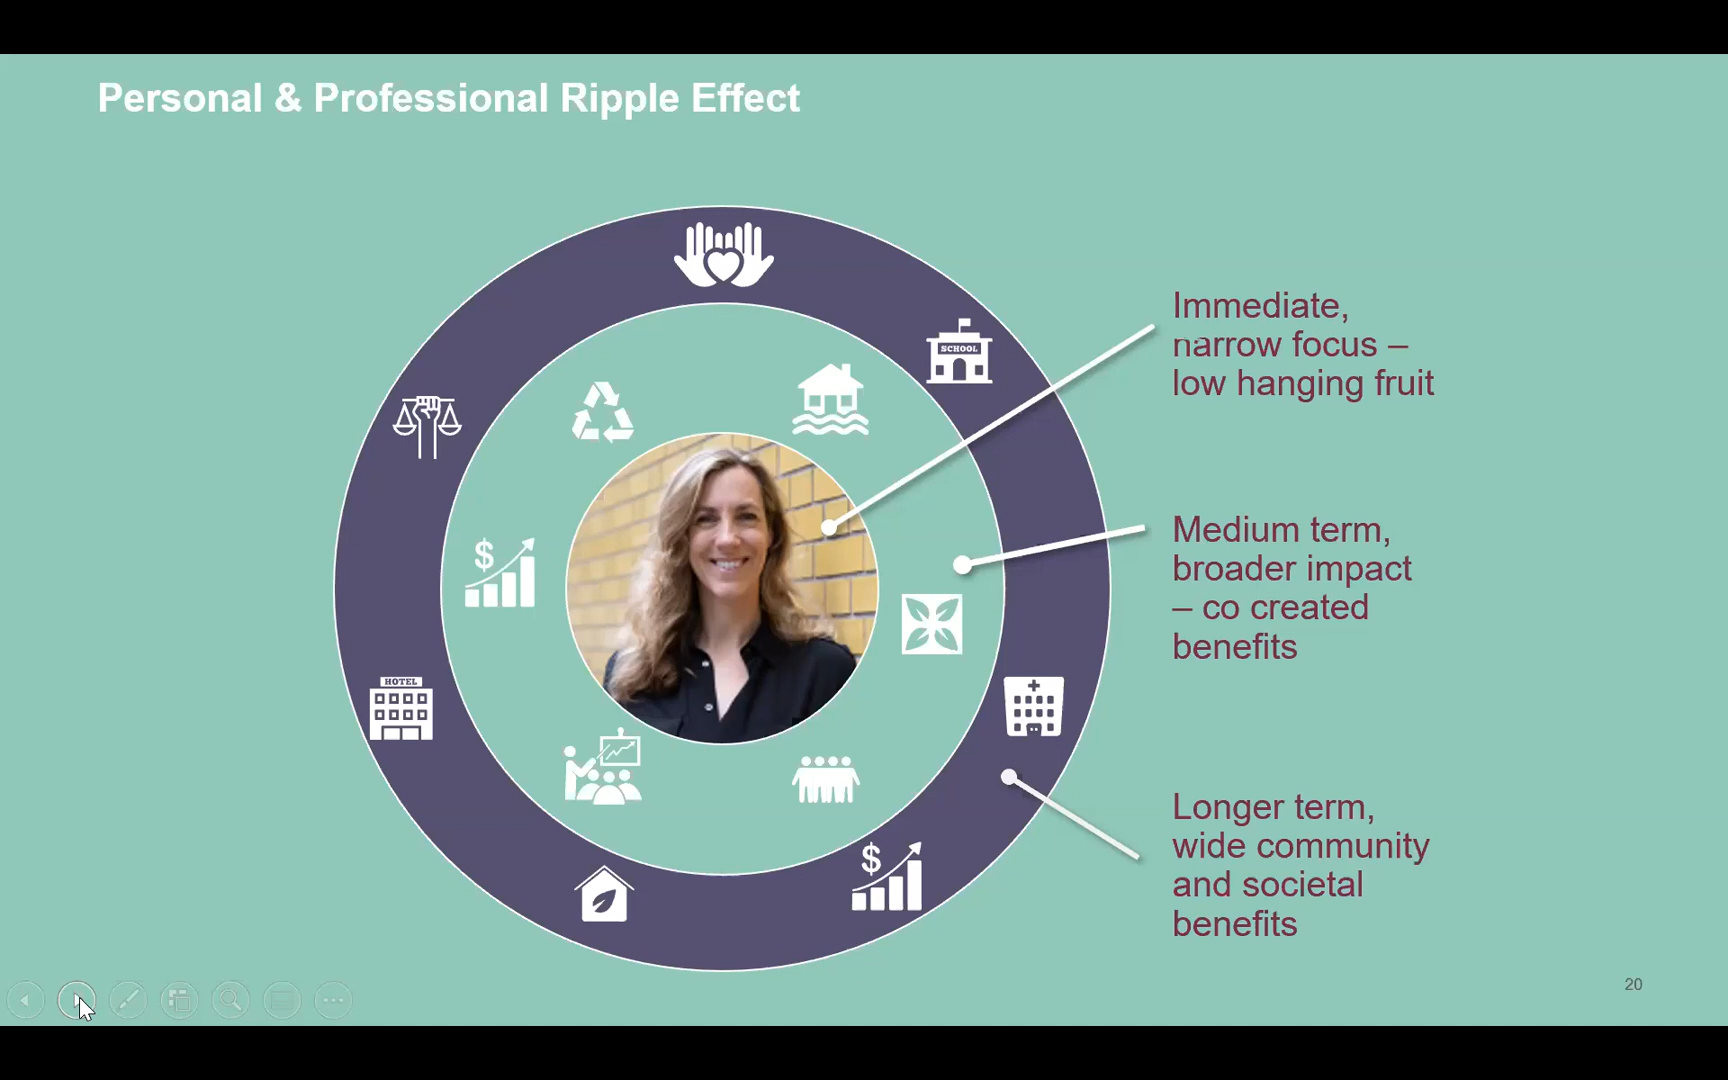 Personal & Professional Ripple Effect
SCHOOL
Immediate,
narrow focus –
low hanging fruit
$
Medium term,
broader impact
– co created
benefits
HOTEL
Longer term,
wide community
and societal
benefits
$
20